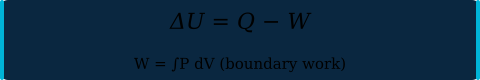 ΔU = Q − W
W = ∫P dV (boundary work)